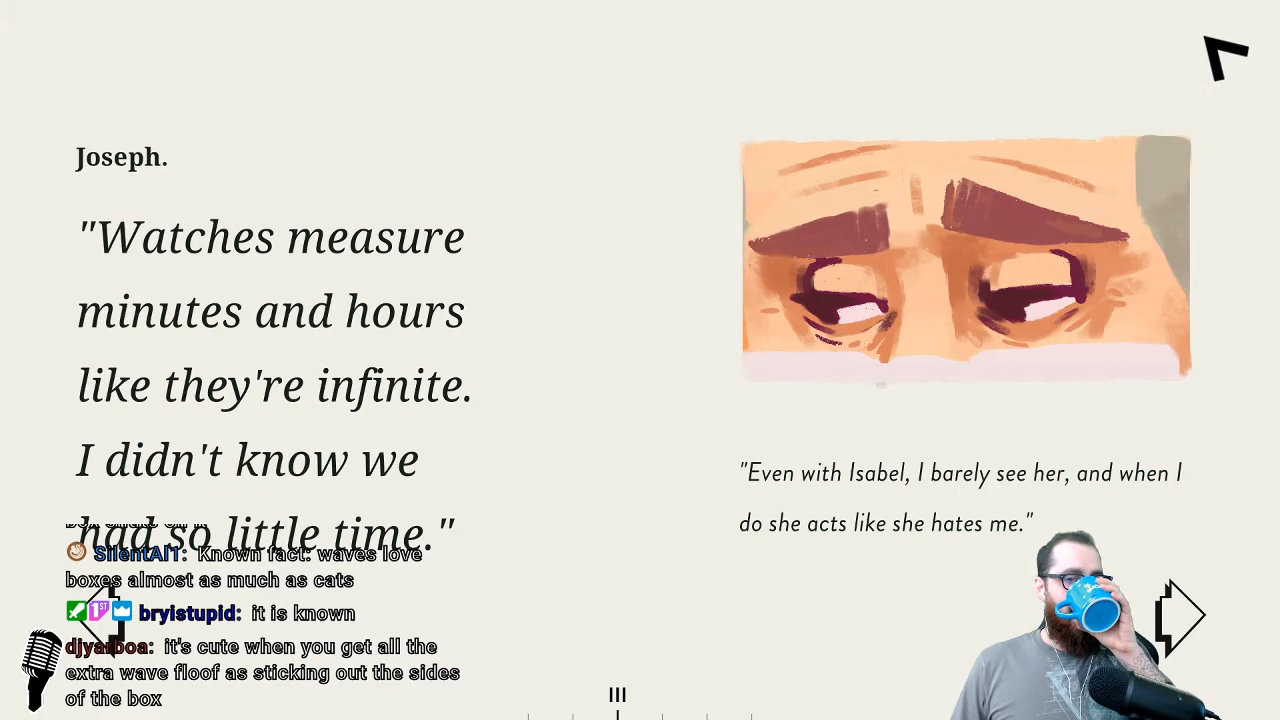 Joseph.
"Watches measure
minutes and hours
like they're infinite.
I didn't know we
had so little time."
"Even with Isabel, I barely see her, and when I
do she acts like she hates me."
SilentAI1: Known fact: waves love
boxes almost as much as cats
1ST bryistupid: it is known
djyarboa: it's cute when you get all the
extra wave floof as sticking out the sides
of the box
III